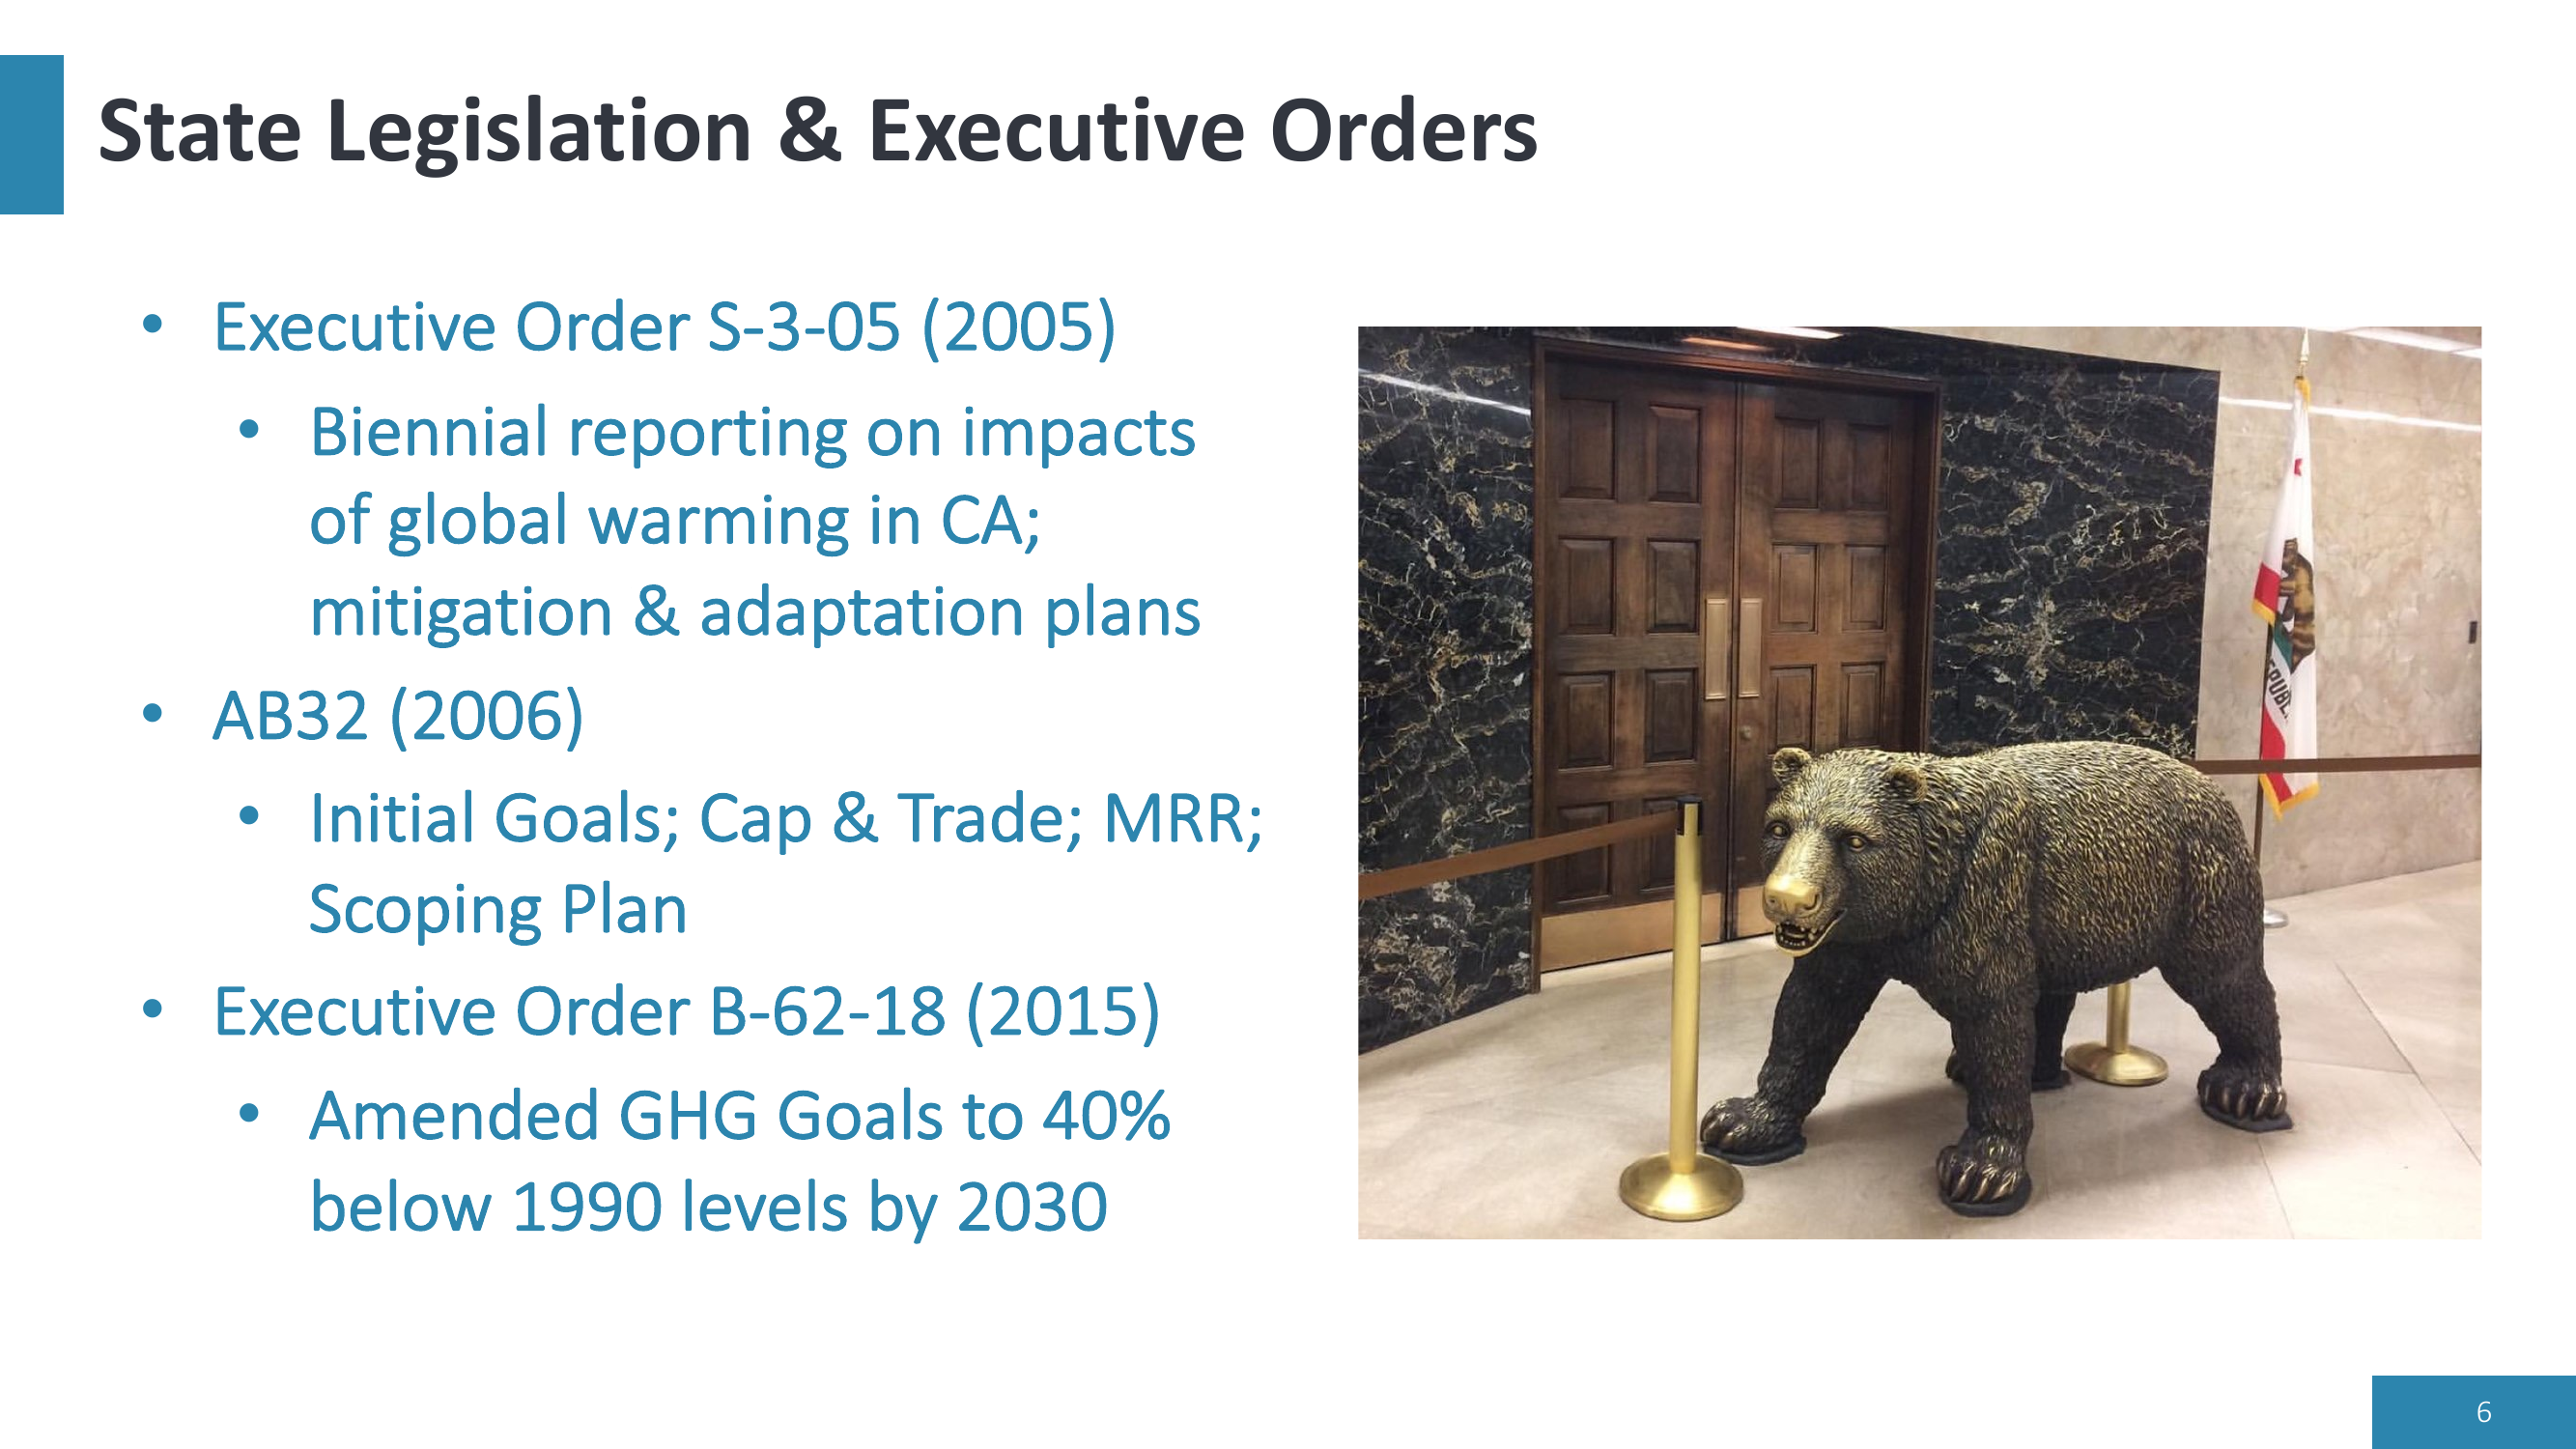 State Legislation & Executive Orders
• Executive Order S-3-05 (2005)
• Biennial reporting on impacts
of global warming in CA;
mitigation & adaptation plans
• AB32 (2006)
• Initial Goals; Cap & Trade; MRR;
Scoping Plan
• Executive Order B-62-18 (2015)
• Amended GHG Goals to 40%
below 1990 levels by 2030
6